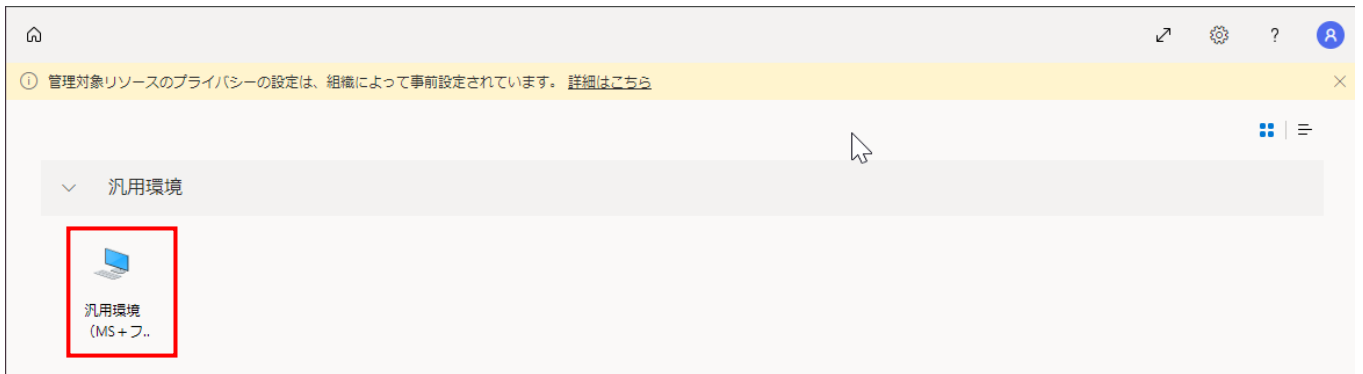 ?
管理対象リソースのプライバシーの設定は、組織によって事前設定されています。 詳細はこちら
汎用環境
汎用環境
（MS＋フ..